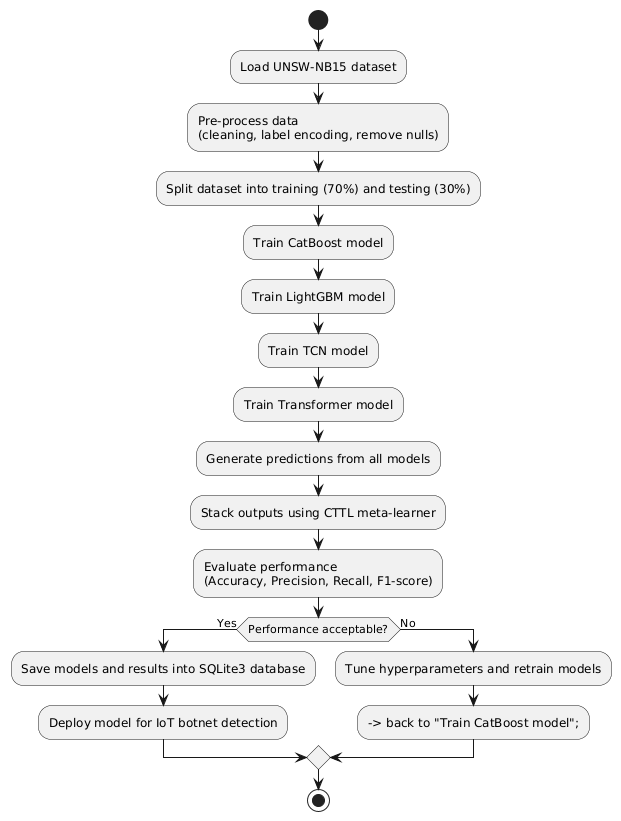 Load UNSW-NB15 dataset
Pre-process data
(cleaning, label encoding, remove nulls)
Split dataset into training (70%) and testing (30%)
Train CatBoost model
Train LightGBM model
Train TCN model
Train Transformer model
Generate predictions from all models
Stack outputs using CTTL meta-learner
Evaluate performance
(Accuracy, Precision, Recall, F1-score)
Yes
Performance acceptable?
No
Save models and results into SQLite3 database
Tune hyperparameters and retrain models
Deploy model for IoT botnet detection
-> back to "Train CatBoost model";